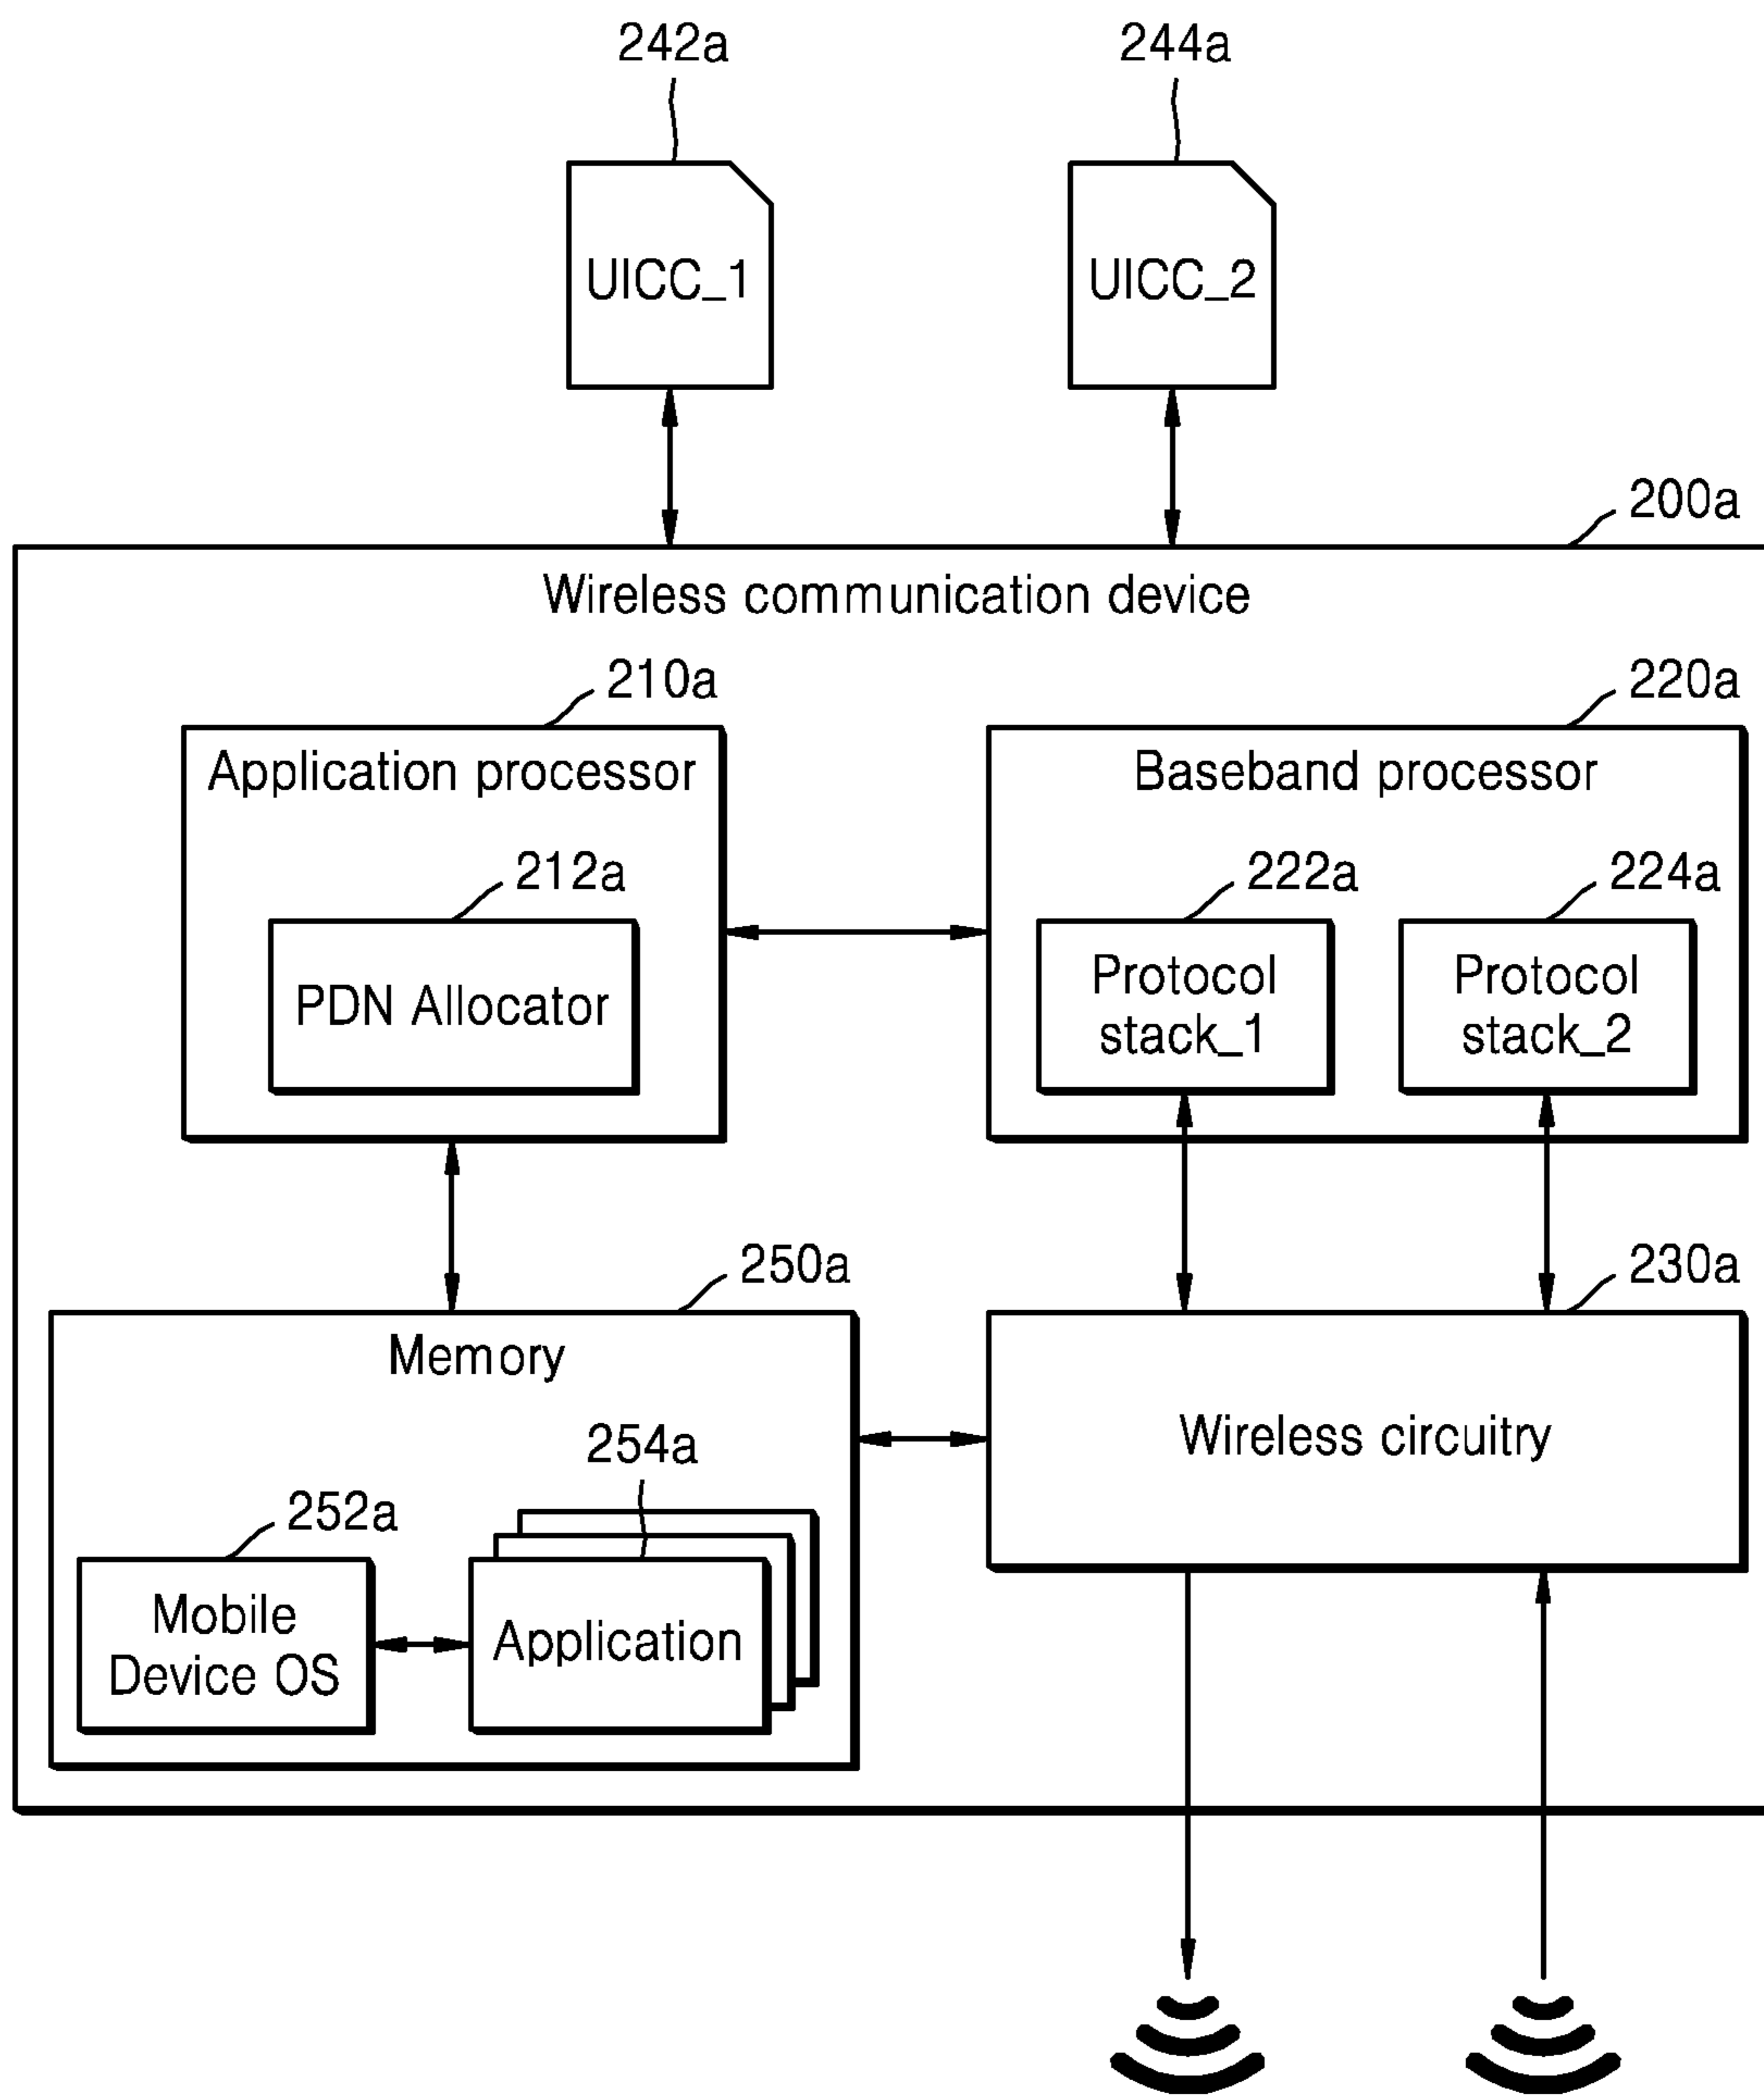 242a
244a
UICC_1
UICC_2
200a
Wireless communication device
210a
220a
Application processor
Baseband processor
212a
222a
224a
PDN Allocator
Protocol
stack_1
Protocol
stack_2
250a
230a
Memory
Wireless circuitry
254a
252a
Mobile
Device OS
Application